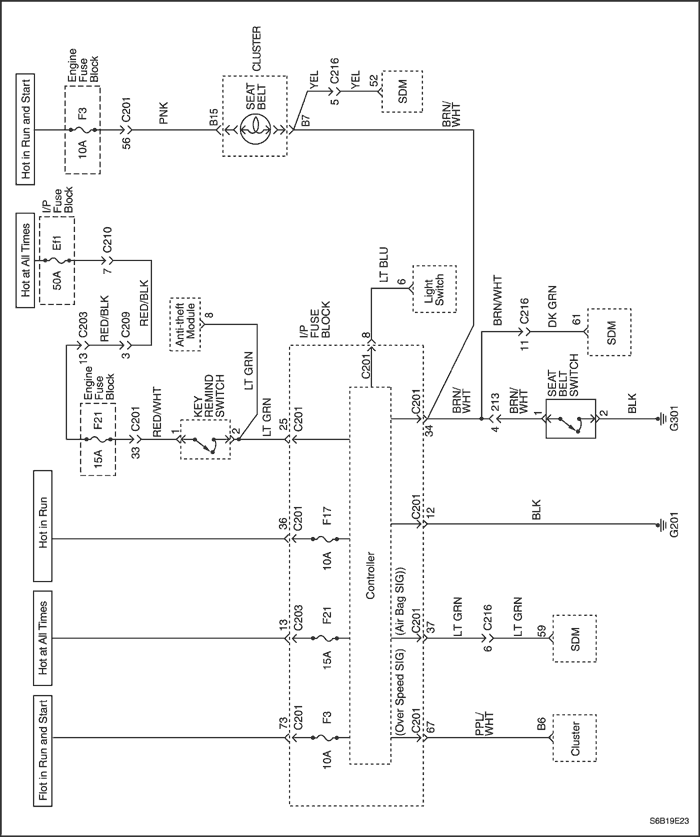 Hot in Run and Start
Engine
Fuse
Block
F3
10A
C201
56
PNK
B15
SEAT
BELT
CLUSTER
B7
YEL
C216
5
YEL
52
SDM
BRN/
WHT
Hot at All Times
I/P
Fuse
Block
Ef1
50A
C210
7
RED/BLK
C209
3
RED/BLK
C203
13
Engine
Fuse
Block
F21
15A
C201
33
RED/WHT
1
KEY
REMIND
SWITCH
2
Anti-theft
Module
8
LT GRN
LT GRN
25
C201
I/P
FUSE
BLOCK
C201
8
LT BLU
6
Light
Switch
C201
34
BRN/
WHT
BRN/WHT
C216
11
DK GRN
61
SDM
213
4
BRN/
WHT
1
SEAT
BELT
SWITCH
2
BLK
G301
Hot in Run
36
C201
F17
10A
Controller
C201
12
BLK
G201
Hot at All Times
13
C203
F21
15A
(Air Bag SIG))
C201
37
LT GRN
C216
6
LT GRN
59
SDM
Flot in Run and Start
73
C201
F3
10A
(Over Speed SIG)
C201
67
PPL/
WHT
B6
Cluster
S6B19E23